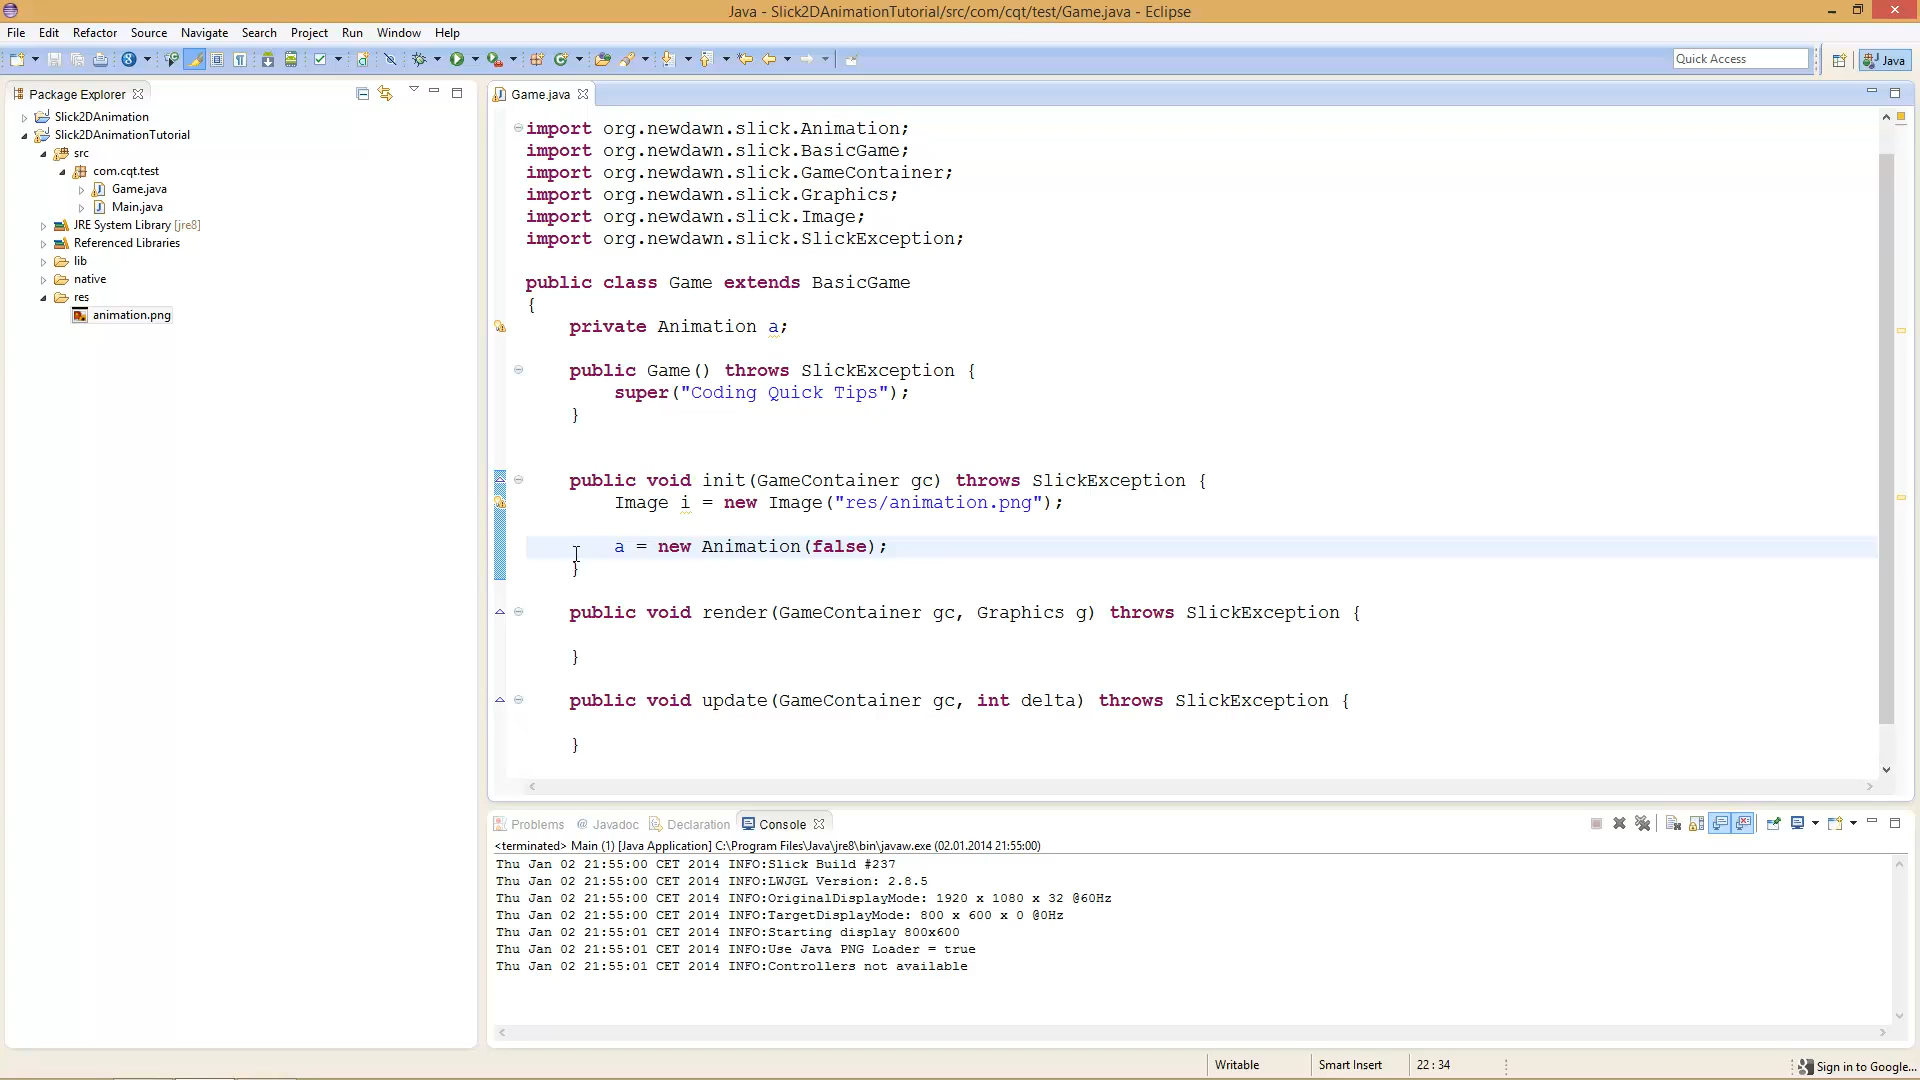 Java - Slick2DAnimationTutorial/src/com/cqt/test/Game.java - Eclipse
File Edit Refactor Source Navigate Search Project Run Window Help
Quick Access
Java
Package Explorer
Slick2DAnimation
Slick2DAnimationTutorial
src
com.cqt.test
Game.java
Main.java
JRE System Library [jre8]
Referenced Libraries
lib
native
res
animation.png
Game.java
import org.newdawn.slick.Animation;
import org.newdawn.slick.BasicGame;
import org.newdawn.slick.GameContainer;
import org.newdawn.slick.Graphics;
import org.newdawn.slick.Image;
import org.newdawn.slick.SlickException;
public class Game extends BasicGame
{
private Animation a;
public Game() throws SlickException {
super("Coding Quick Tips");
}
public void init(GameContainer gc) throws SlickException {
Image i = new Image("res/animation.png");
a = new Animation(false);
}
public void render(GameContainer gc, Graphics g) throws SlickException {
}
public void update(GameContainer gc, int delta) throws SlickException {
}
Problems @ Javadoc Declaration Console
<terminated> Main (1) [Java Application] C:\Program Files\Java\jre8\bin\javaw.exe (02.01.2014 21:55:00)
Thu Jan 02 21:55:00 CET 2014 INFO:Slick Build #237
Thu Jan 02 21:55:00 CET 2014 INFO:LWJGL Version: 2.8.5
Thu Jan 02 21:55:00 CET 2014 INFO:OriginalDisplayMode: 1920 x 1080 x 32 @60Hz
Thu Jan 02 21:55:00 CET 2014 INFO:TargetDisplayMode: 800 x 600 x 0 @0Hz
Thu Jan 02 21:55:01 CET 2014 INFO:Starting display 800x600
Thu Jan 02 21:55:01 CET 2014 INFO:Use Java PNG Loader = true
Thu Jan 02 21:55:01 CET 2014 INFO:Controllers not available
Writable Smart Insert 22 : 34 Sign in to Google...